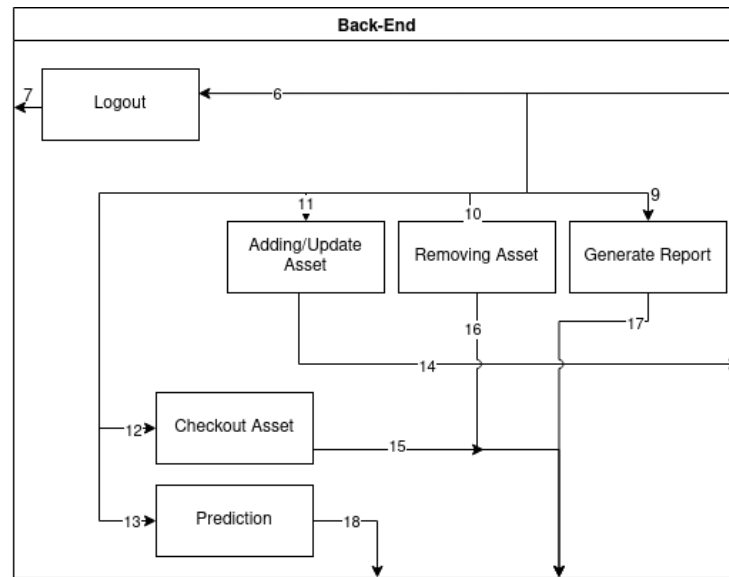 Back-End
7
Logout
6
11
10
9
Adding/Update
Asset
Removing Asset
Generate Report
16
17
14
12
Checkout Asset
15
13
Prediction
18